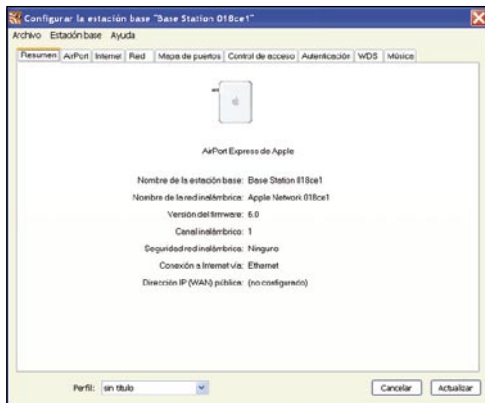 Configurar la estación base "Base Station 018ce1"
Archivo Estación base Ayuda
Resumen AirPort Internet Red Mapa de puertos Control de acceso Autenticación WDS Música
AirPort Express de Apple
Nombre de la estación base: Base Station 018ce1
Nombre de la red inalámbrica: Apple Network 018ce1
Versión del firmware: 6.0
Canal inalámbrico: 1
Seguridad red inalámbrica: Ninguno
Conexión a Internet vía: Ethernet
Dirección IP (WAN) pública: (no configurado)
Perfil: sin título Cancelar Actualizar